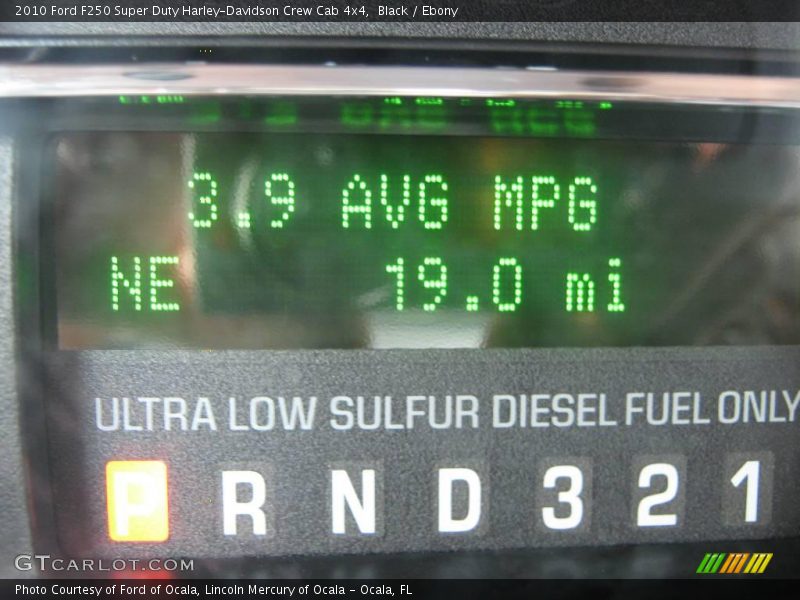 2010 Ford F250 Super Duty Harley-Davidson Crew Cab 4x4,  Black / Ebony
3.9 AVG MPG
NE 19.0 mi
ULTRA LOW SULFUR DIESEL FUEL ONLY
P R N D 3 2 1
GTCARLOT.COM
Photo Courtesy of Ford of Ocala, Lincoln Mercury of Ocala - Ocala, FL